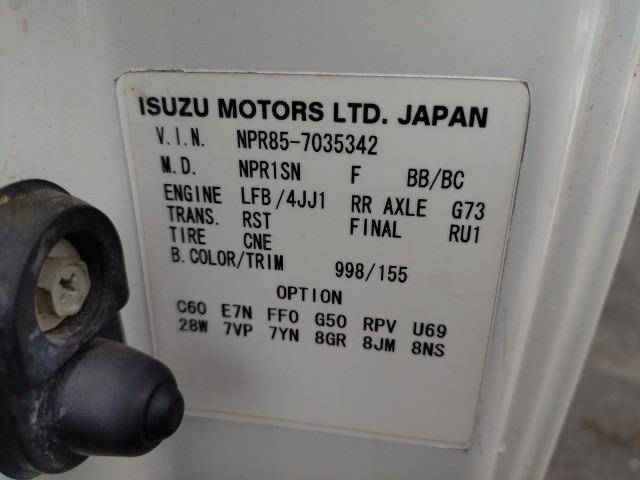 ISUZU MOTORS LTD. JAPAN
V.I.N. NPR85-7035342
M.D. NPR1SN F BB/BC
ENGINE LFB/4JJ1 RR AXLE G73
TRANS. RST FINAL RU1
TIRE CNE
B.COLOR/TRIM 998/155
OPTION
C60 E7N FF0 G50 RPV U69
28W 7VP 7YN 8GR 8JM 8NS